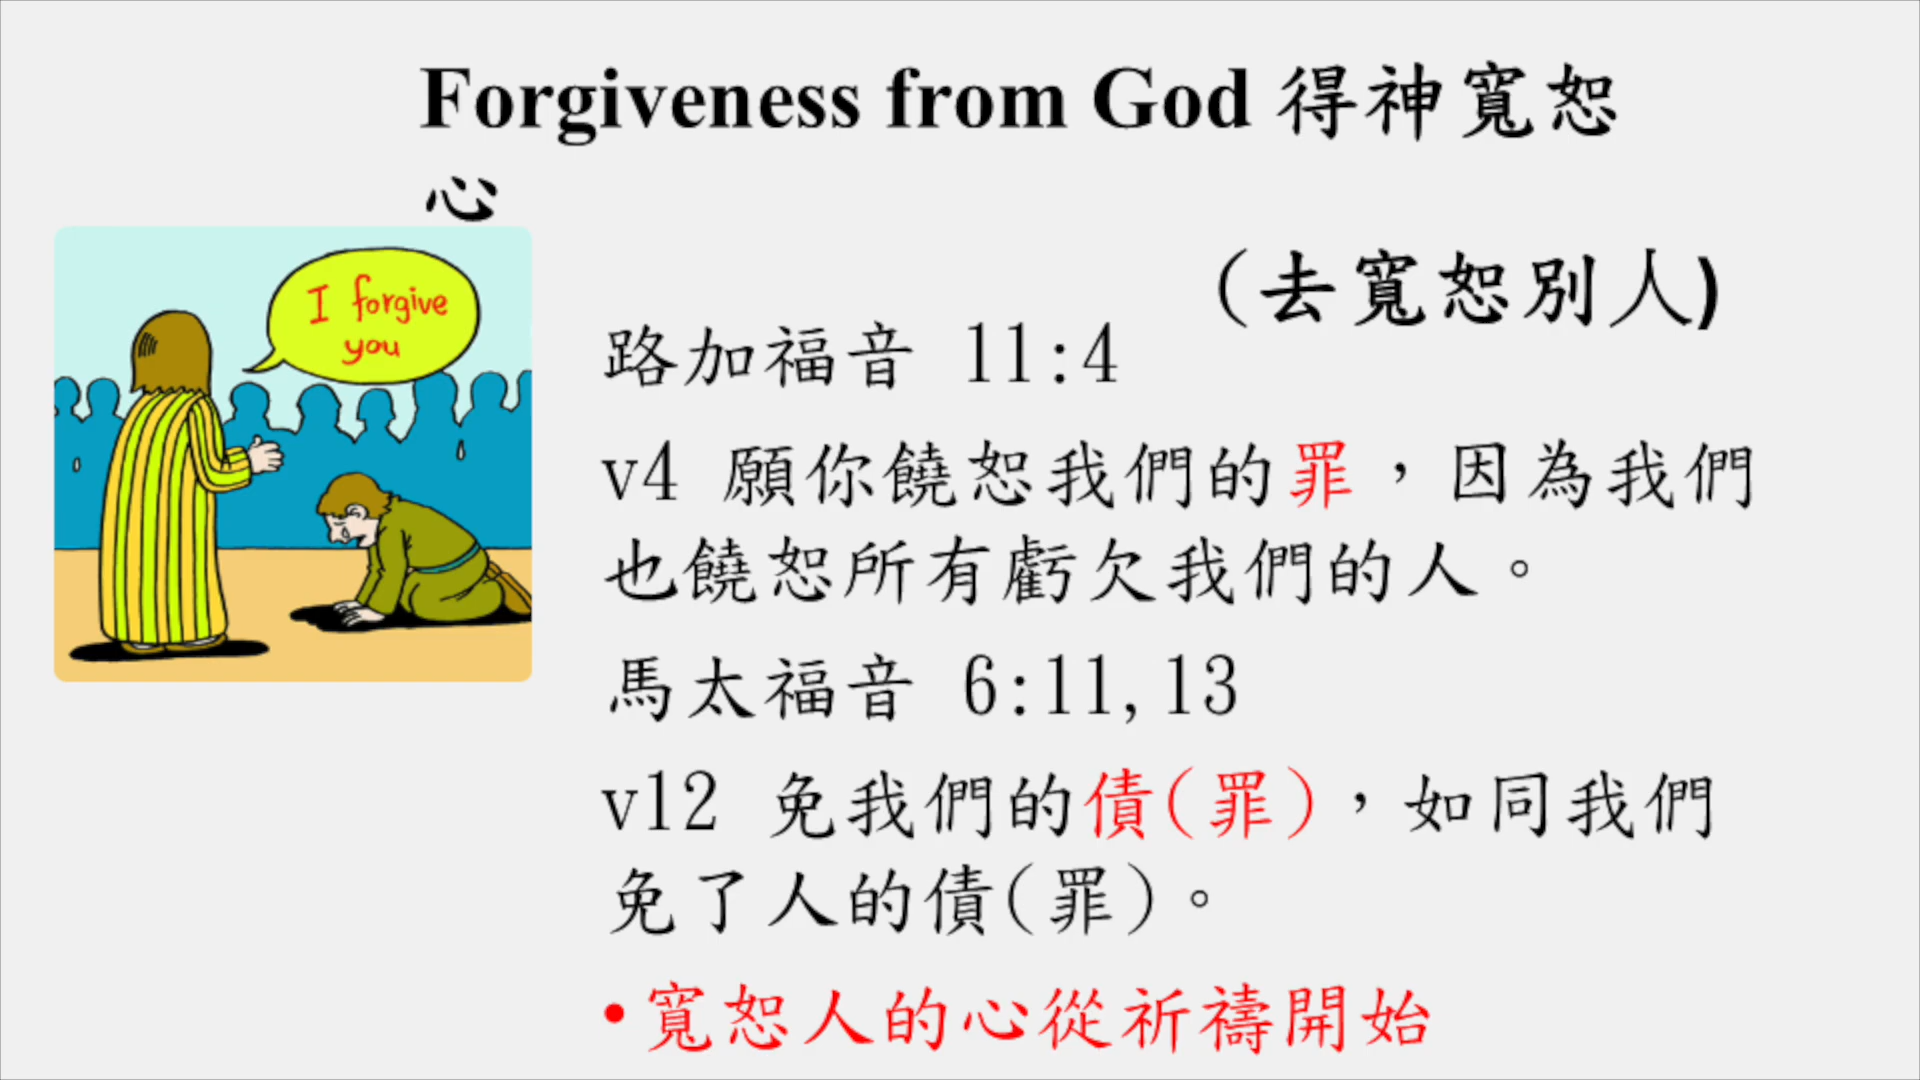 Forgiveness from God 得神寬恕
心
(去寬恕別人)
I forgive
you
路加福音 11:4
v4 願你饒恕我們的罪，因為我們
也饒恕所有虧欠我們的人。
馬太福音 6:11,13
v12 免我們的債(罪)，如同我們
免了人的債(罪)。
•寬恕人的心從祈禱開始